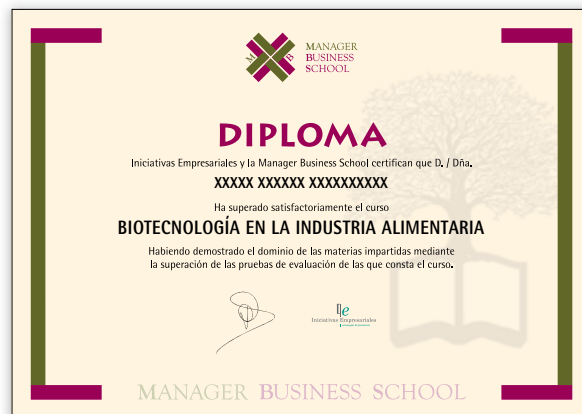 M B
MANAGER
BUSINESS
SCHOOL
DIPLOMA
Iniciativas Empresariales y la Manager Business School certifican que D. / Dña.
XXXXX XXXXXX XXXXXXXXXX
Ha superado satisfactoriamente el curso
BIOTECNOLOGÍA EN LA INDUSTRIA ALIMENTARIA
Habiendo demostrado el dominio de las materias impartidas mediante
la superación de las pruebas de evaluación de las que consta el curso.
Ie
Iniciativas Empresariales
MANAGER BUSINESS SCHOOL